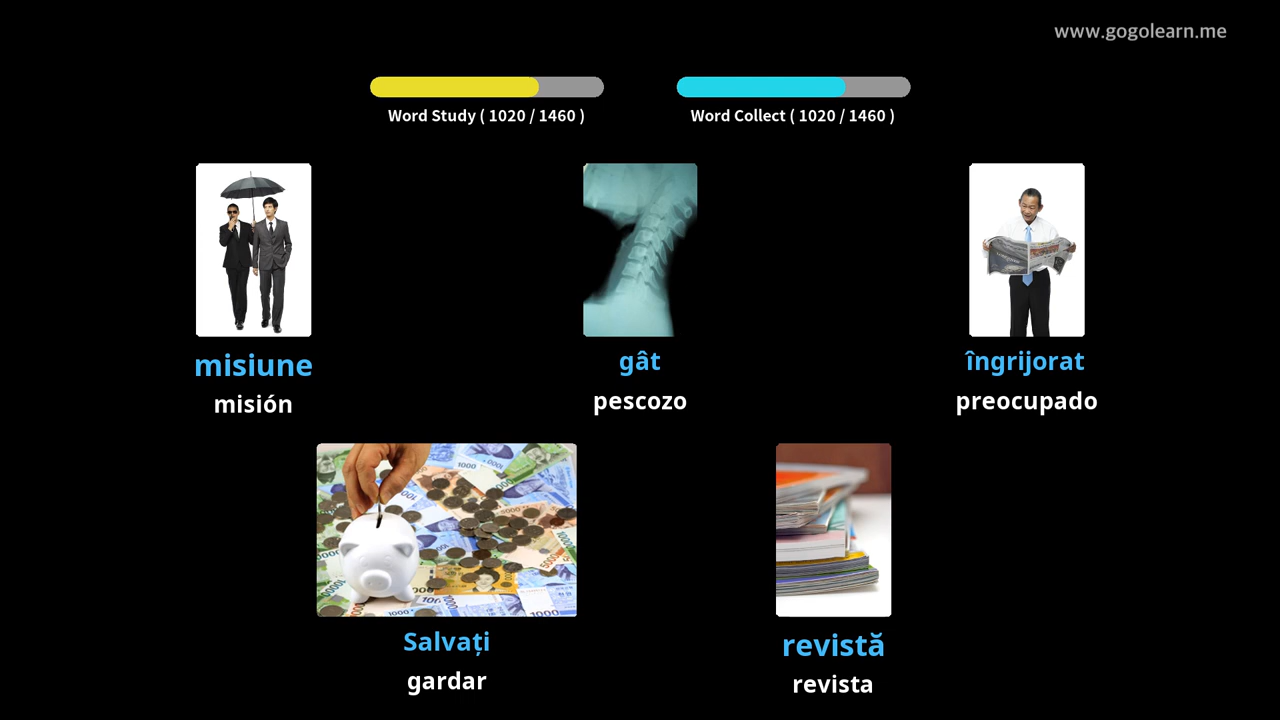 www.gogolearn.me
Word Study ( 1020 / 1460 )
Word Collect ( 1020 / 1460 )
misiune
misión
gât
pescozo
îngrijorat
preocupado
Salvați
gardar
revistă
revista